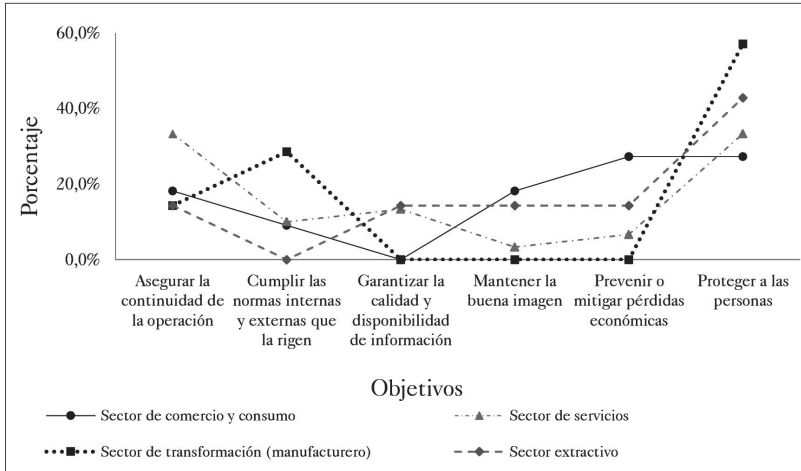 60,0%
40,0%
20,0%
0,0%
Porcentaje
Asegurar la
continuidad de
la operación
Cumplir las
normas internas
y externas que
la rigen
Garantizar la
calidad y
disponibilidad
de información
Mantener la
buena imagen
Prevenir o
mitigar pérdidas
económicas
Proteger a las
personas
Objetivos
Sector de comercio y consumo
Sector de servicios
Sector de transformación (manufacturero)
Sector extractivo